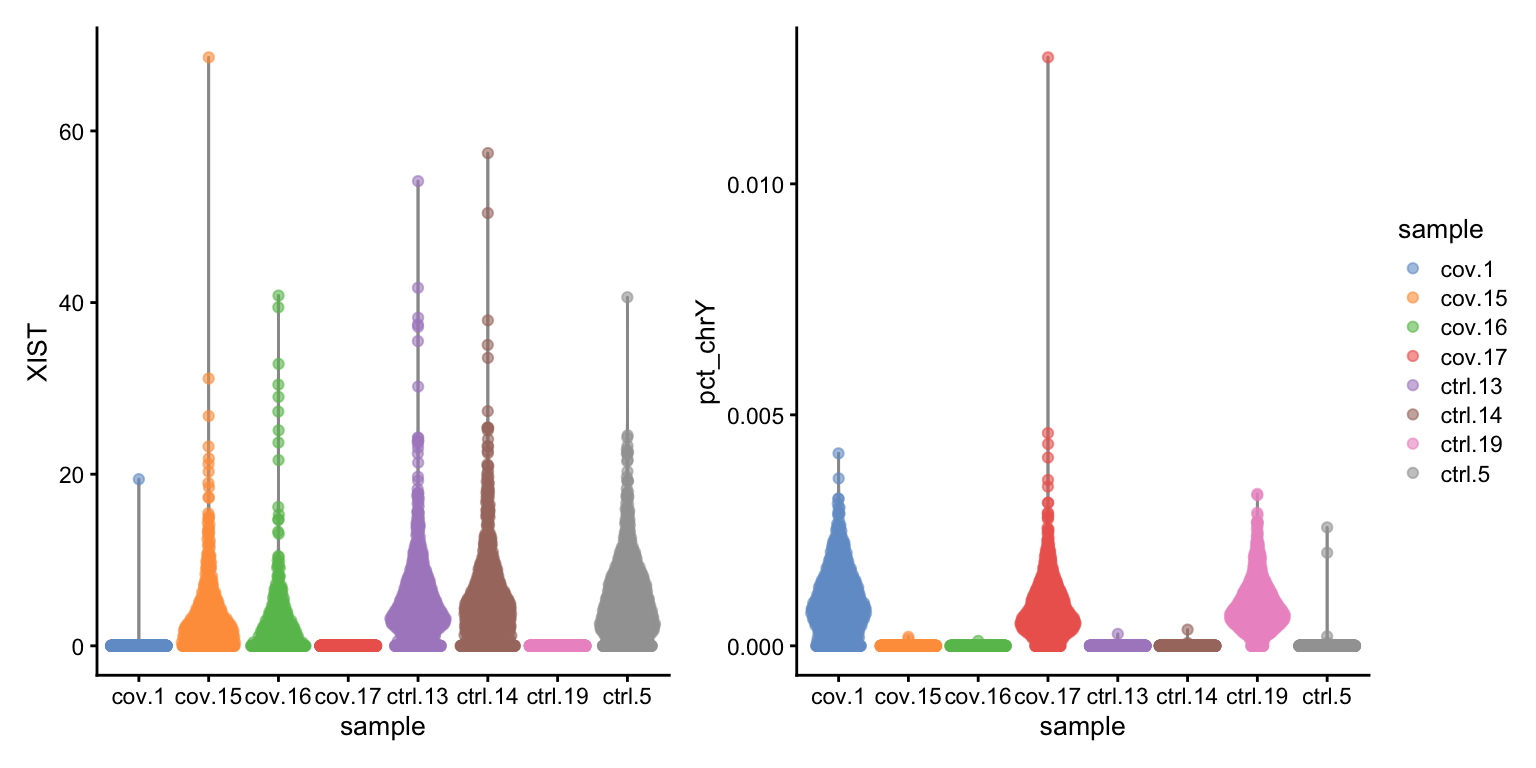 XIST
60
40
20
0
cov.1 cov.15 cov.16 cov.17 ctrl.13 ctrl.14 ctrl.19 ctrl.5
sample
pct_chrY
0.010
0.005
0.000
cov.1 cov.15 cov.16 cov.17 ctrl.13 ctrl.14 ctrl.19 ctrl.5
sample
sample
cov.1
cov.15
cov.16
cov.17
ctrl.13
ctrl.14
ctrl.19
ctrl.5